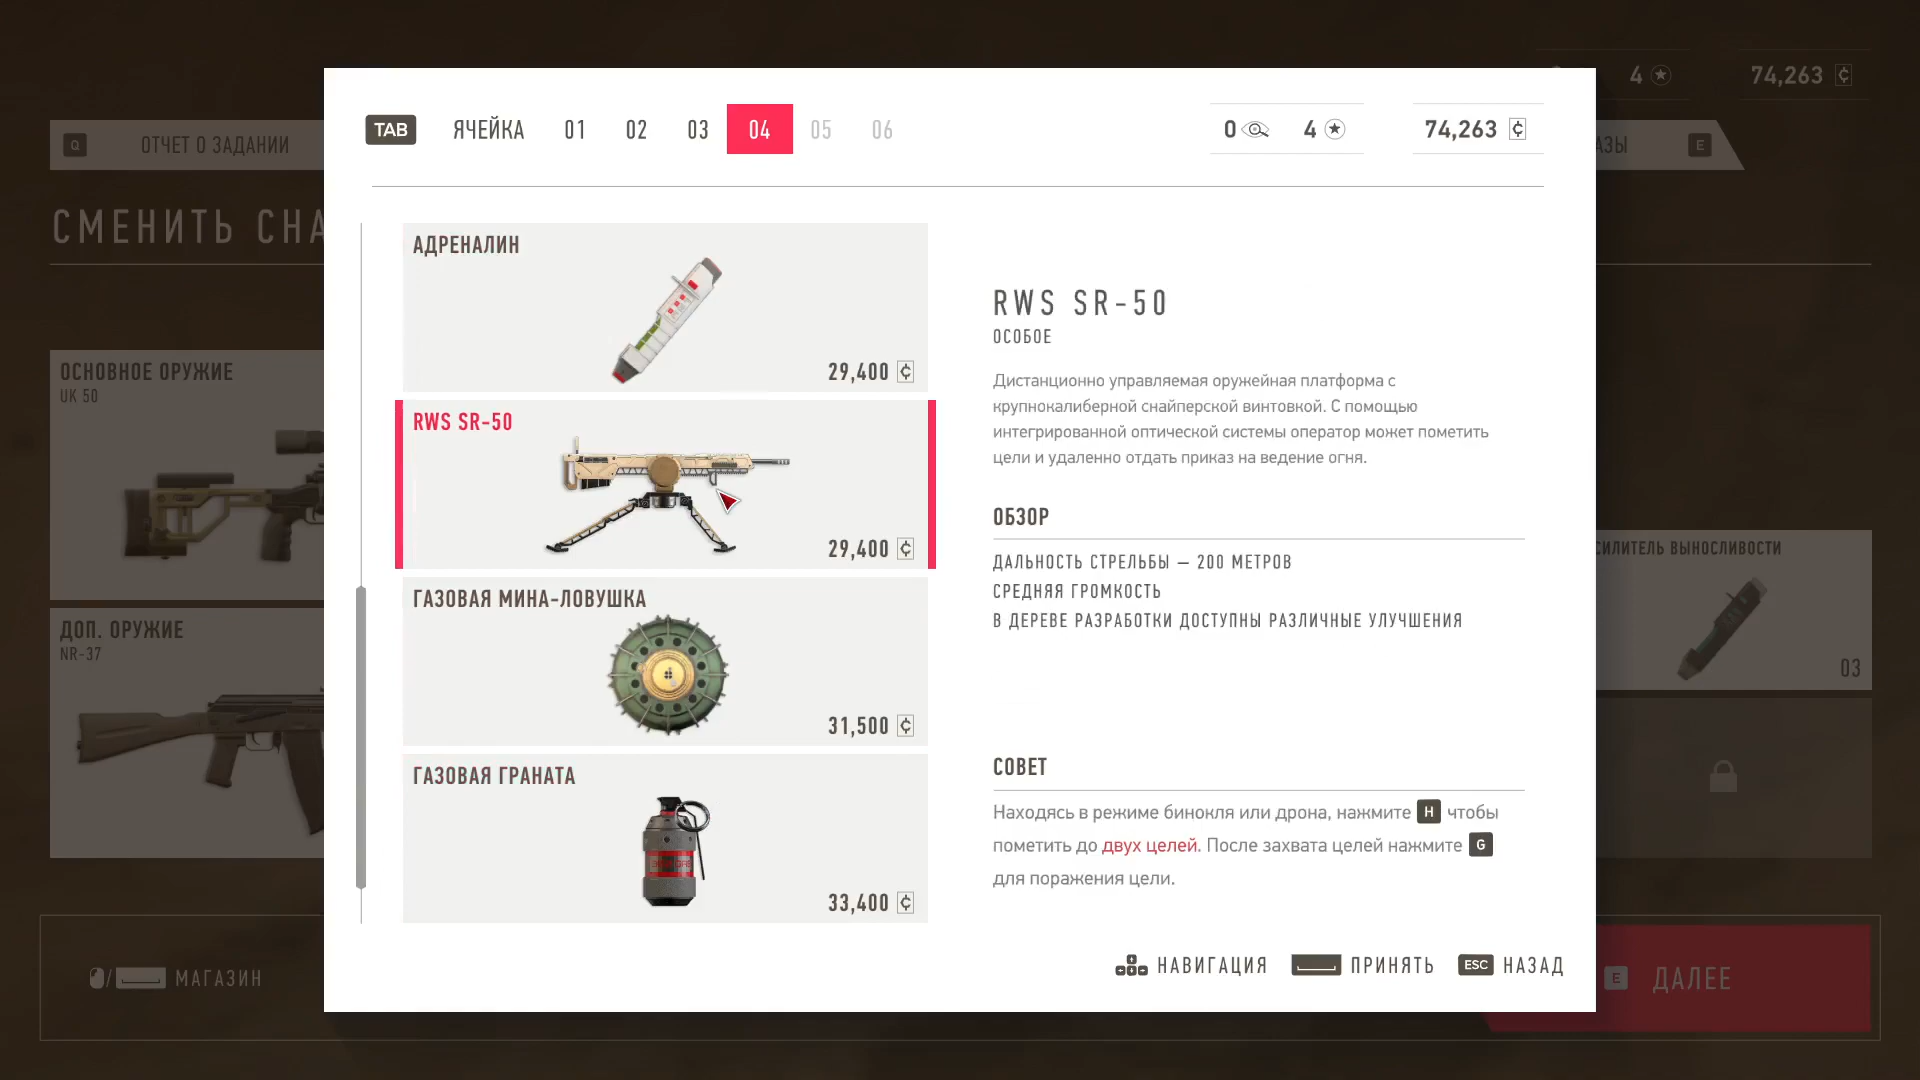 4
74,263
Q ОТЧЕТ О ЗАДАНИИ
АЗЫ E
СМЕНИТЬ СНА
ОСНОВНОЕ ОРУЖИЕ
UK 50
ДОП. ОРУЖИЕ
NR-37
TAB ЯЧЕЙКА 01 02 03 04 05 06
0 4 74,263
АДРЕНАЛИН
29,400
RWS SR-50
29,400
ГАЗОВАЯ МИНА-ЛОВУШКА
31,500
ГАЗОВАЯ ГРАНАТА
33,400
RWS SR-50
ОСОБОЕ
Дистанционно управляемая оружейная платформа с
крупнокалиберной снайперской винтовкой. С помощью
интегрированной оптической системы оператор может пометить
цели и удаленно отдать приказ на ведение огня.
ОБЗОР
ДАЛЬНОСТЬ СТРЕЛЬБЫ — 200 МЕТРОВ
СРЕДНЯЯ ГРОМКОСТЬ
В ДЕРЕВЕ РАЗРАБОТКИ ДОСТУПНЫ РАЗЛИЧНЫЕ УЛУЧШЕНИЯ
СОВЕТ
Находясь в режиме бинокля или дрона, нажмите H чтобы
пометить до двух целей. После захвата целей нажмите G
для поражения цели.
НАВИГАЦИЯ ПРИНЯТЬ ESC НАЗАД
СИЛИТЕЛЬ ВЫНОСЛИВОСТИ
03
/ МАГАЗИН
E ДАЛЕЕ